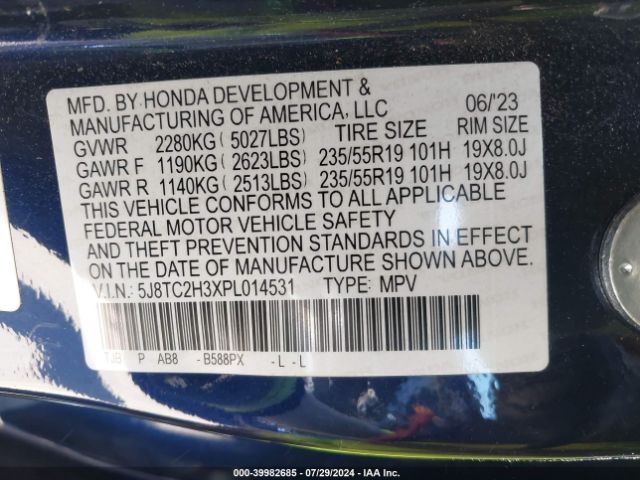 MFD. BY HONDA DEVELOPMENT &
MANUFACTURING OF AMERICA, LLC 06/'23
GVWR 2280KG ( 5027LBS) TIRE SIZE RIM SIZE
GAWR F 1190KG ( 2623LBS) 235/55R19 101H 19X8.0J
GAWR R 1140KG ( 2513LBS) 235/55R19 101H 19X8.0J
THIS VEHICLE CONFORMS TO ALL APPLICABLE
FEDERAL MOTOR VEHICLE SAFETY
AND THEFT PREVENTION STANDARDS IN EFFECT
ON THE DATE OF MANUFACTURE SHOWN ABOVE.
V.I.N.: 5J8TC2H3XPL014531 TYPE: MPV
TJB P AB8 - B588PX - L - L
000-39982685 - 07/29/2024 - IAA Inc.